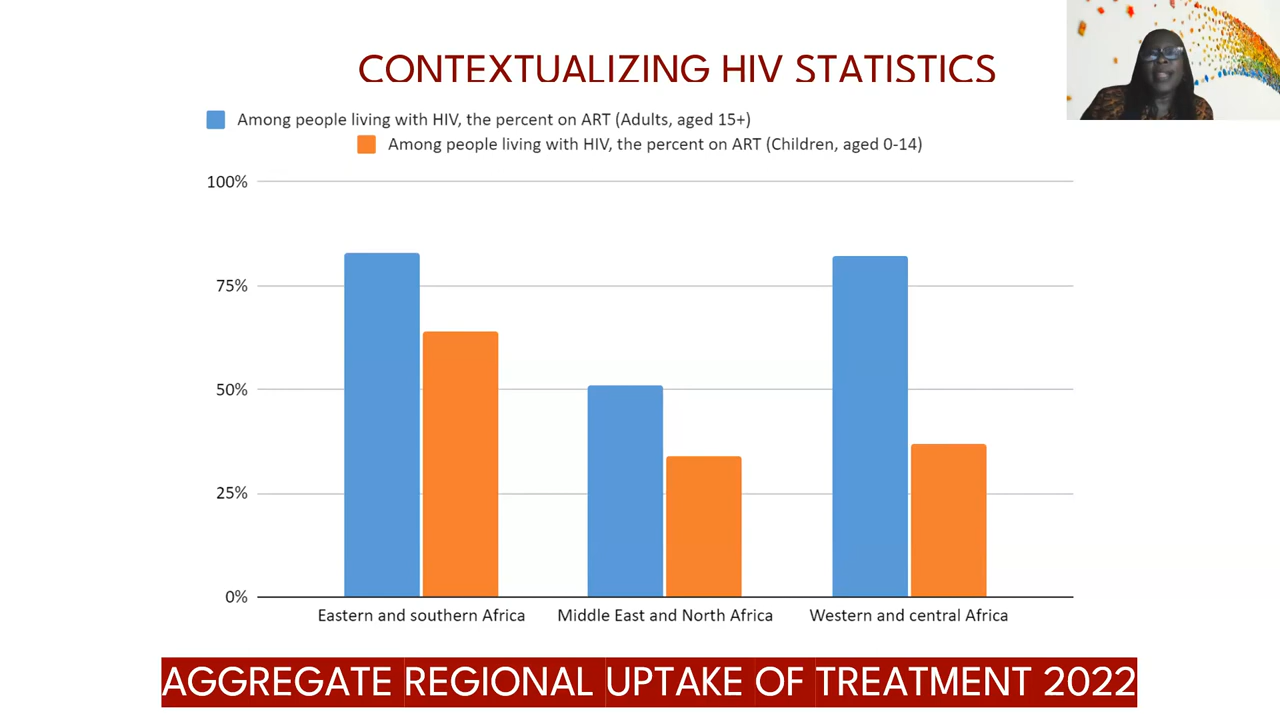 CONTEXTUALIZING HIV STATISTICS
Among people living with HIV, the percent on ART (Adults, aged 15+)
Among people living with HIV, the percent on ART (Children, aged 0-14)
100%
75%
50%
25%
0%
Eastern and southern Africa
Middle East and North Africa
Western and central Africa
AGGREGATE REGIONAL UPTAKE OF TREATMENT 2022